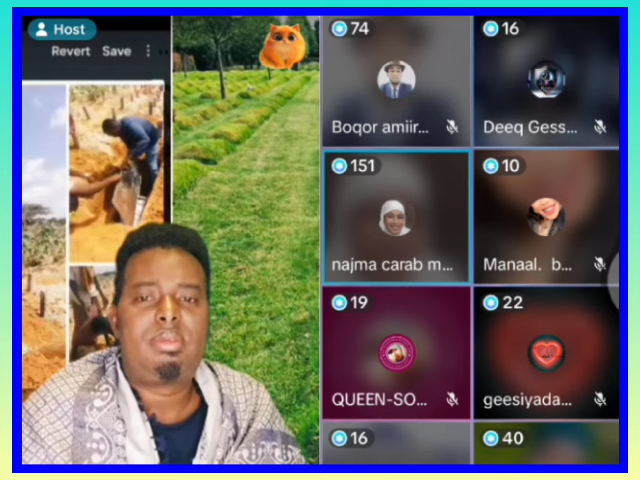 Host
Revert Save
74
Boqor amiir...
16
Deeq Gess...
151
najma carab m...
10
Manaal. b...
19
QUEEN-SO...
22
geesiyada...
16
40